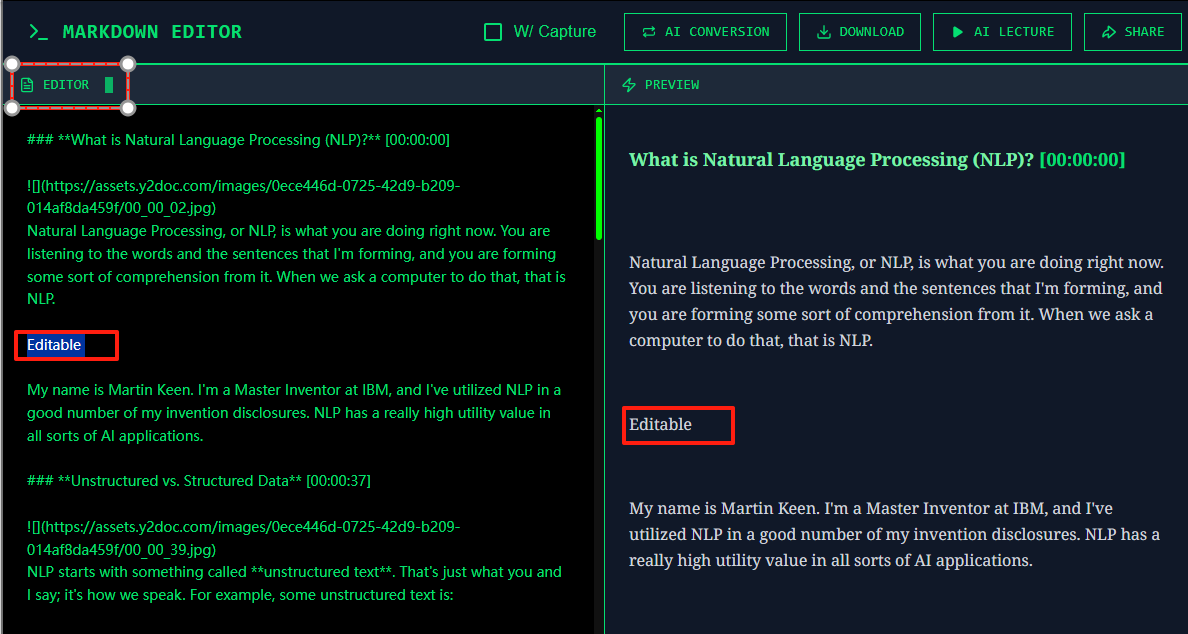 >_ MARKDOWN EDITOR
W/ Capture
AI CONVERSION
DOWNLOAD
AI LECTURE
SHARE
EDITOR
### **What is Natural Language Processing (NLP)?** [00:00:00]
![](https://assets.y2doc.com/images/0ece446d-0725-42d9-b209-
014af8da459f/00_00_02.jpg)
Natural Language Processing, or NLP, is what you are doing right now. You are
listening to the words and the sentences that I'm forming, and you are forming
some sort of comprehension from it. When we ask a computer to do that, that is
NLP.
Editable
My name is Martin Keen. I'm a Master Inventor at IBM, and I've utilized NLP in a
good number of my invention disclosures. NLP has a really high utility value in
all sorts of AI applications.
### **Unstructured vs. Structured Data** [00:00:37]
![](https://assets.y2doc.com/images/0ece446d-0725-42d9-b209-
014af8da459f/00_00_39.jpg)
NLP starts with something called **unstructured text**. That's just what you and
I say; it's how we speak. For example, some unstructured text is:
PREVIEW
What is Natural Language Processing (NLP)? [00:00:00]
Natural Language Processing, or NLP, is what you are doing right now.
You are listening to the words and the sentences that I'm forming, and
you are forming some sort of comprehension from it. When we ask a
computer to do that, that is NLP.
Editable
My name is Martin Keen. I'm a Master Inventor at IBM, and I've
utilized NLP in a good number of my invention disclosures. NLP has a
really high utility value in all sorts of AI applications.